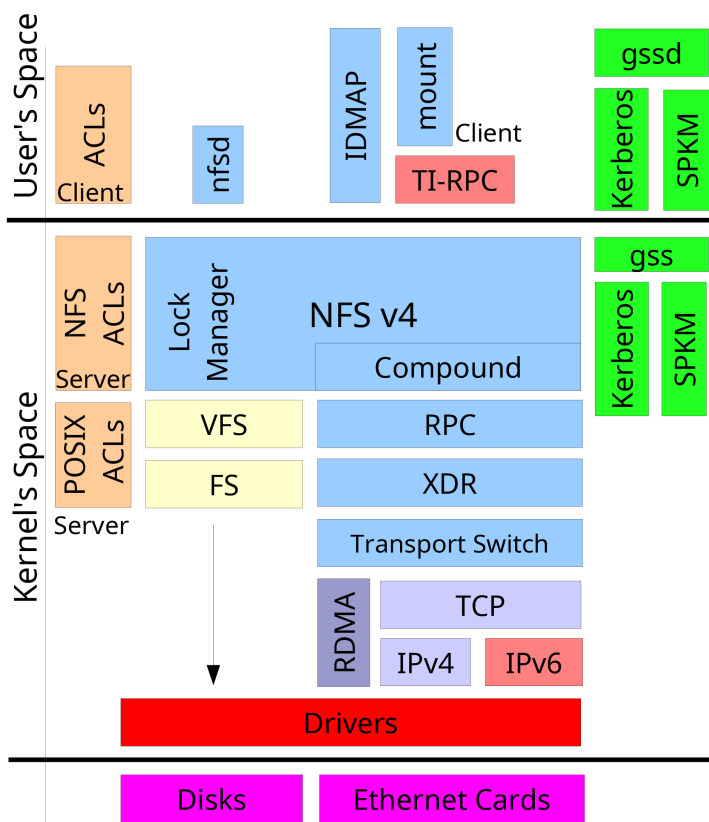 User's Space
ACLs
Client
nfsd
IDMAP
mount
Client
TI-RPC
gssd
Kerberos
SPKM
Kernel's Space
NFS
ACLs
Server
Lock
Manager
NFS v4
Compound
gss
Kerberos
SPKM
POSIX
ACLs
Server
VFS
FS
RPC
XDR
Transport Switch
RDMA
TCP
IPv4
IPv6
Drivers
Disks
Ethernet Cards